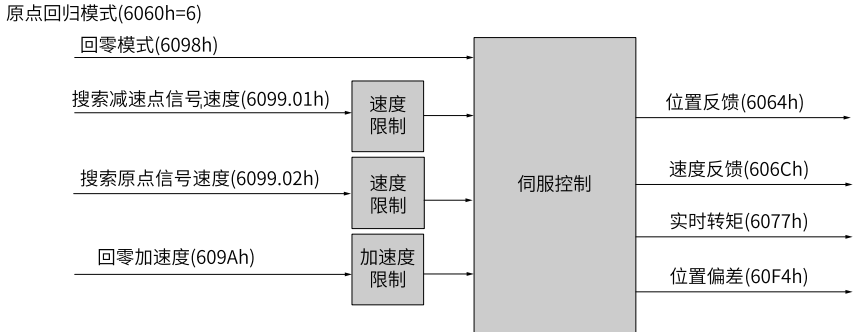 原点回归模式(6060h=6)
回零模式(6098h)
搜索减速点信号速度(6099.01h)
速度
限制
搜索原点信号速度(6099.02h)
速度
限制
回零加速度(609Ah)
加速度
限制
伺服控制
位置反馈(6064h)
速度反馈(606Ch)
实时转矩(6077h)
位置偏差(60F4h)